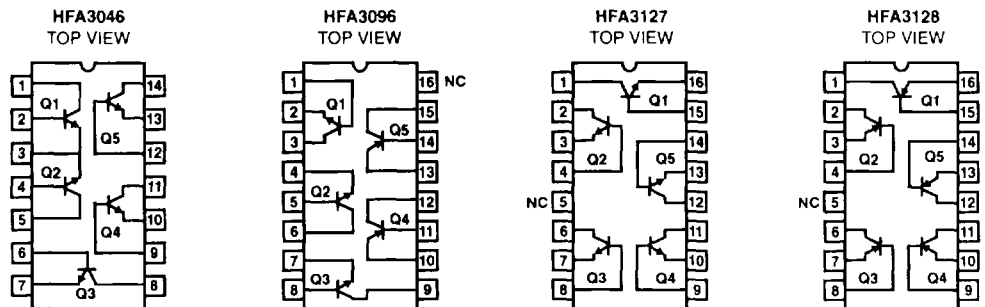 HFA3046
TOP VIEW
1
2
3
4
5
6
7
14
13
12
11
10
9
8
Q1
Q5
Q2
Q4
Q3
HFA3096
TOP VIEW
1
2
3
4
5
6
7
8
16 NC
15
14
13
12
11
10
9
Q1
Q5
Q2
Q4
Q3
HFA3127
TOP VIEW
1
2
3
4
NC 5
6
7
8
16
15
14
13
12
11
10
9
Q1
Q2
Q5
Q3
Q4
HFA3128
TOP VIEW
1
2
3
4
NC 5
6
7
8
16
15
14
13
12
11
10
9
Q1
Q2
Q5
Q3
Q4